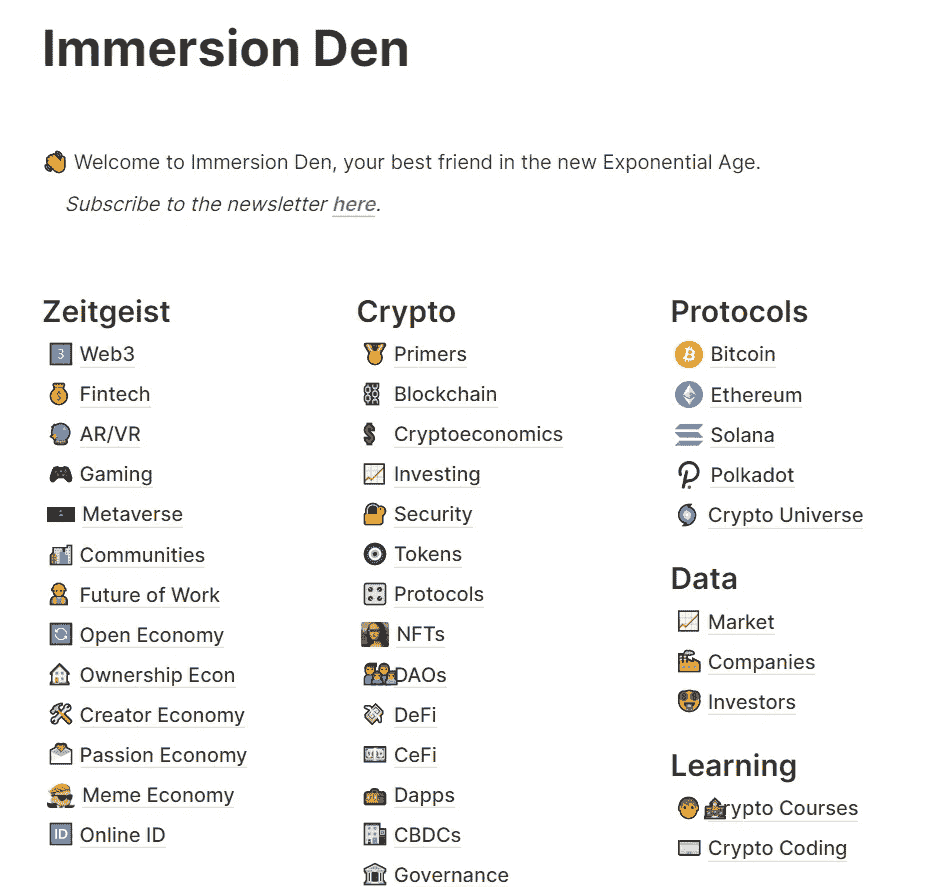 Immersion Den
Welcome to Immersion Den, your best friend in the new Exponential Age.
Subscribe to the newsletter here.
Zeitgeist
3 Web3
Fintech
AR/VR
Gaming
Metaverse
Communities
Future of Work
Open Economy
Ownership Econ
Creator Economy
Passion Economy
Meme Economy
ID Online ID
Crypto
Primers
Blockchain
Cryptoeconomics
Investing
Security
Tokens
Protocols
NFTs
DAOs
DeFi
CeFi
Dapps
CBDCs
Governance
Protocols
Bitcoin
Ethereum
Solana
Polkadot
Crypto Universe
Data
Market
Companies
Investors
Learning
rypto Courses
Crypto Coding